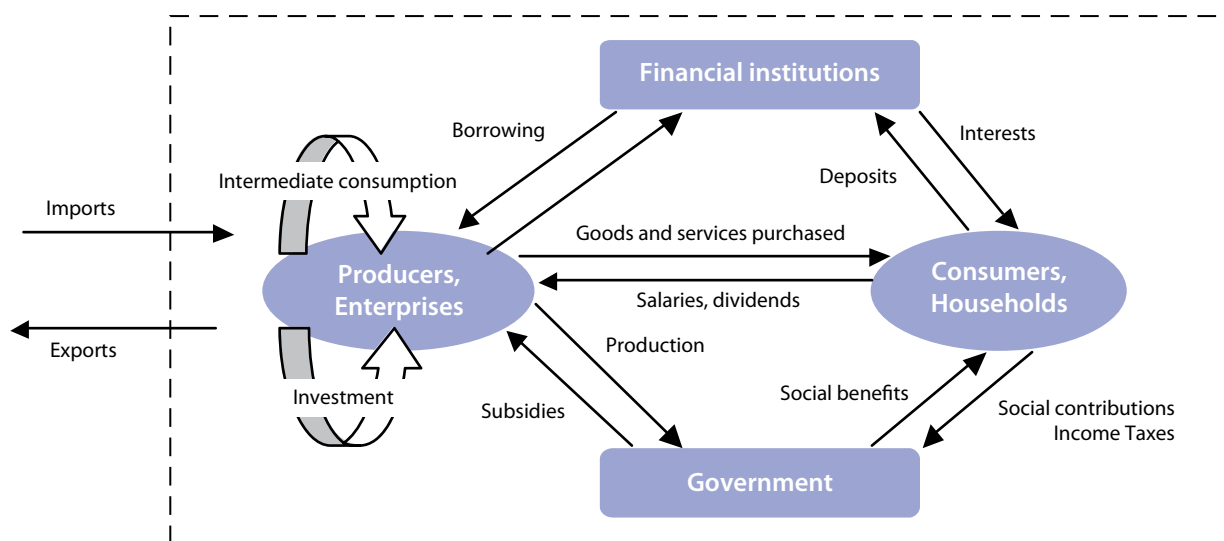 Financial institutions
Borrowing
Interests
Deposits
Intermediate consumption
Imports
Goods and services purchased
Producers,
Enterprises
Consumers,
Households
Salaries, dividends
Exports
Production
Investment
Subsidies
Social benefits
Social contributions
Income Taxes
Government